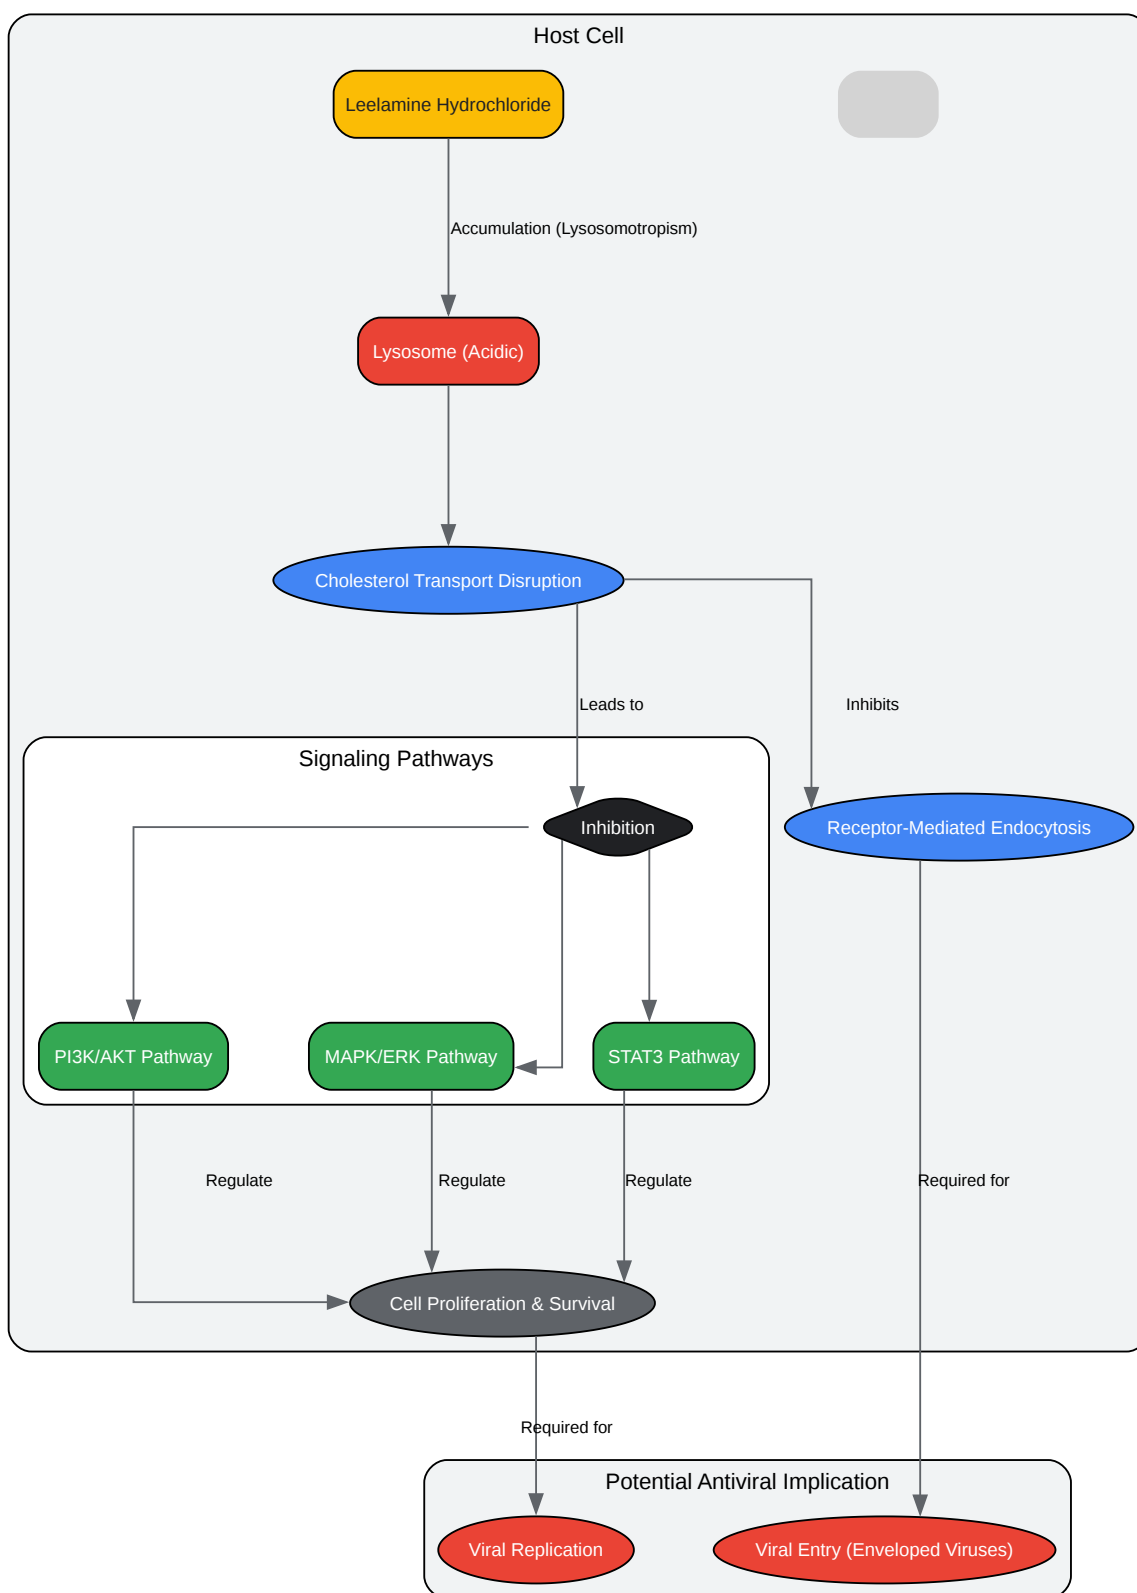 Host Cell
Leelamine Hydrochloride
Accumulation (Lysosomotropism)
Lysosome (Acidic)
Cholesterol Transport Disruption
Leads to
Inhibits
Signaling Pathways
Inhibition
Receptor-Mediated Endocytosis
PI3K/AKT Pathway
MAPK/ERK Pathway
STAT3 Pathway
Regulate
Regulate
Regulate
Required for
Cell Proliferation & Survival
Required for
Potential Antiviral Implication
Viral Replication
Viral Entry (Enveloped Viruses)